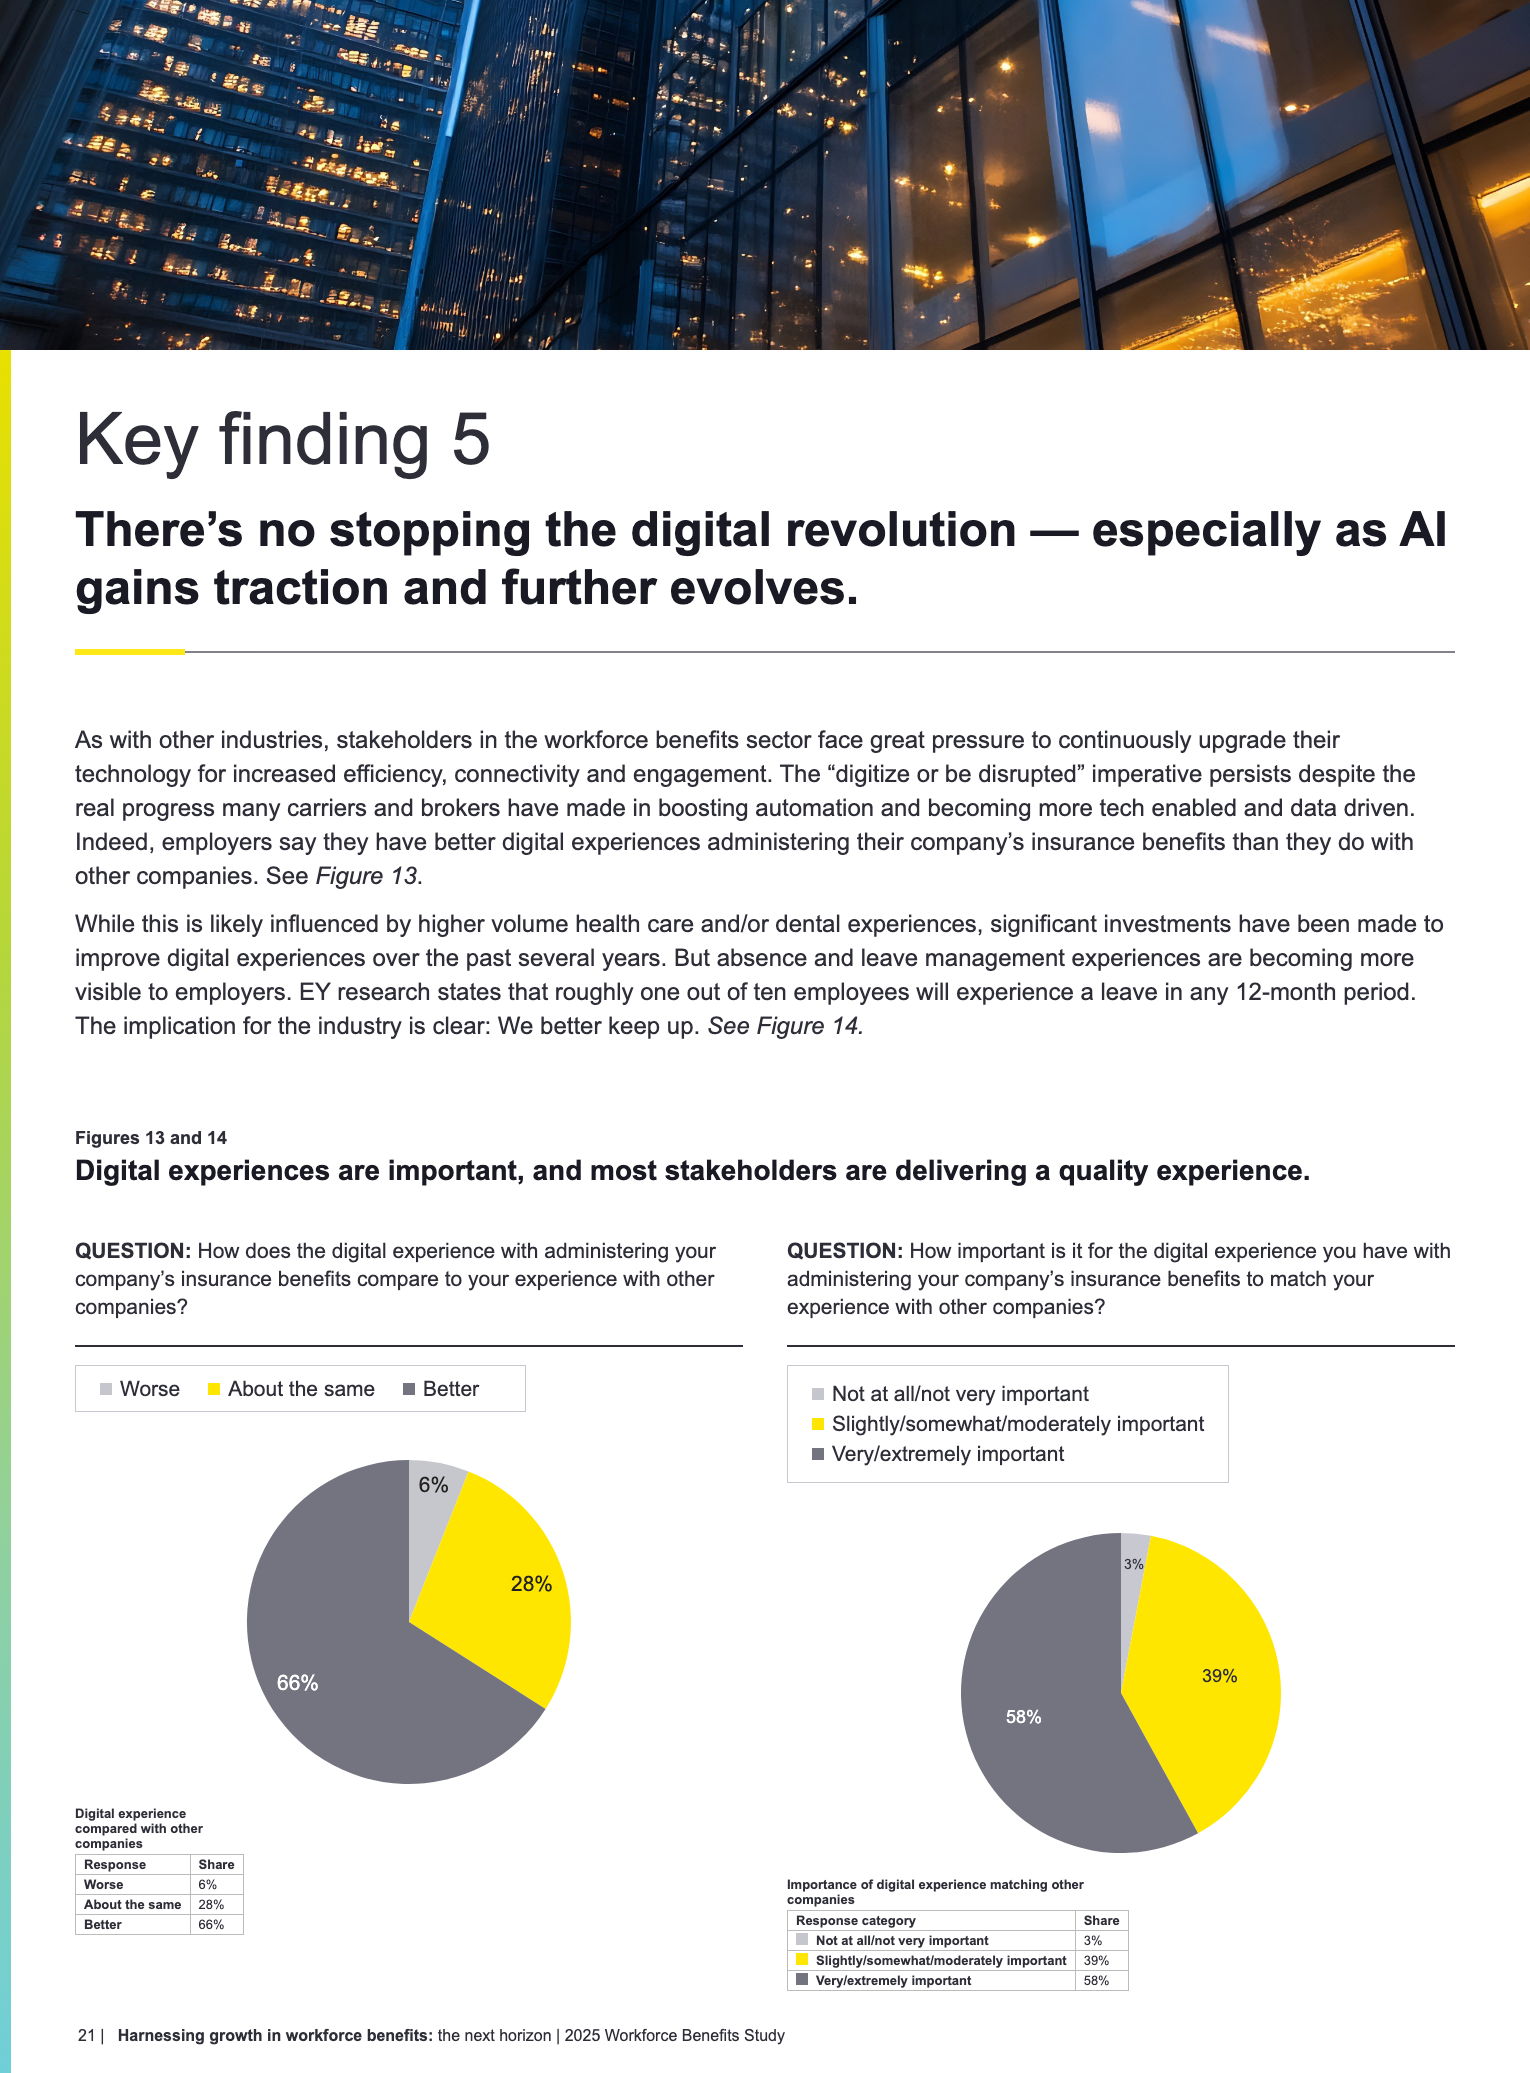 Key finding 5
There’s no stopping the digital revolution — especially as AI
gains traction and further evolves.
As with other industries, stakeholders in the workforce benefits sector face great pressure to continuously upgrade their
technology for increased efficiency, connectivity and engagement. The “digitize or be disrupted” imperative persists despite the
real progress many carriers and brokers have made in boosting automation and becoming more tech enabled and data driven.
Indeed, employers say they have better digital experiences administering their company’s insurance benefits than they do with
other companies. See Figure 13.
While this is likely influenced by higher volume health care and/or dental experiences, significant investments have been made to
improve digital experiences over the past several years. But absence and leave management experiences are becoming more
visible to employers. EY research states that roughly one out of ten employees will experience a leave in any 12-month period.
The implication for the industry is clear: We better keep up. See Figure 14.
Figures 13 and 14
Digital experiences are important, and most stakeholders are delivering a quality experience.
QUESTION: How does the digital experience with administering your
company’s insurance benefits compare to your experience with other
companies?
Worse About the same Better
6%
28%
66%
Digital experience
compared with other
companies
Response Share
Worse 6%
About the same 28%
Better 66%
QUESTION: How important is it for the digital experience you have with
administering your company’s insurance benefits to match your
experience with other companies?
Not at all/not very important
Slightly/somewhat/moderately important
Very/extremely important
3%
39%
58%
Importance of digital experience matching other
companies
Response category Share
Not at all/not very important 3%
Slightly/somewhat/moderately important 39%
Very/extremely important 58%
21 | Harnessing growth in workforce benefits: the next horizon | 2025 Workforce Benefits Study